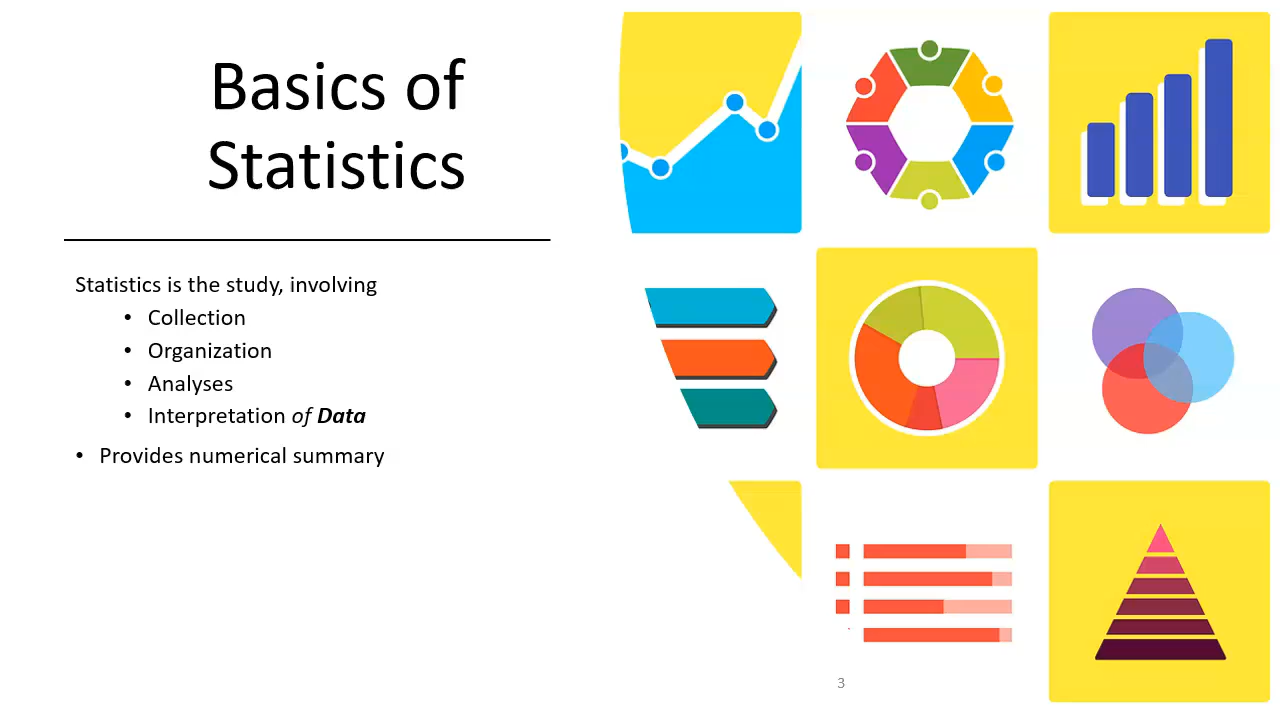 Basics of
Statistics
Statistics is the study, involving
• Collection
• Organization
• Analyses
• Interpretation of Data
• Provides numerical summary
3